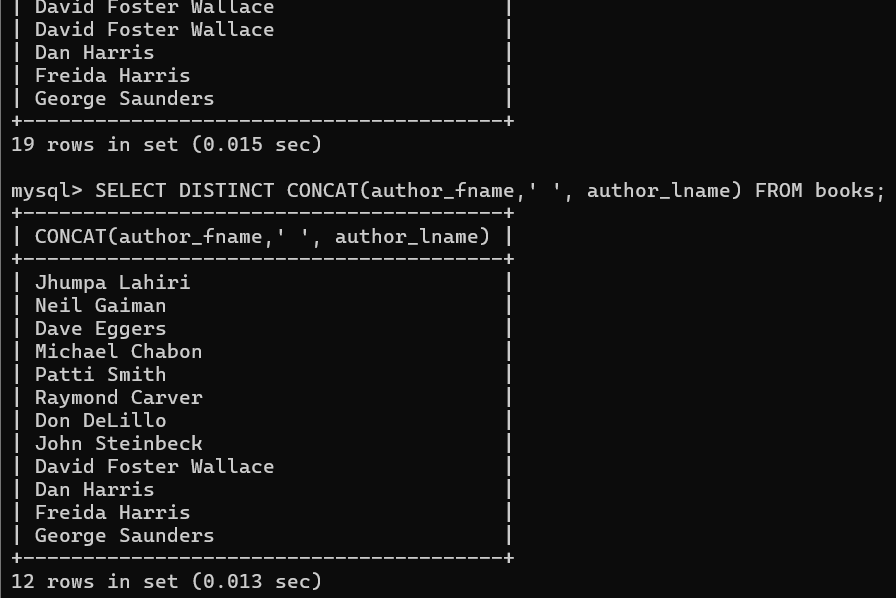 | David Foster Wallace                   |
| David Foster Wallace                   |
| Dan Harris                             |
| Freida Harris                          |
| George Saunders                        |
+----------------------------------------+
19 rows in set (0.015 sec)

mysql> SELECT DISTINCT CONCAT(author_fname,' ', author_lname) FROM books;
+----------------------------------------+
| CONCAT(author_fname,' ', author_lname) |
+----------------------------------------+
| Jhumpa Lahiri                          |
| Neil Gaiman                            |
| Dave Eggers                            |
| Michael Chabon                         |
| Patti Smith                            |
| Raymond Carver                         |
| Don DeLillo                            |
| John Steinbeck                         |
| David Foster Wallace                   |
| Dan Harris                             |
| Freida Harris                          |
| George Saunders                        |
+----------------------------------------+
12 rows in set (0.013 sec)